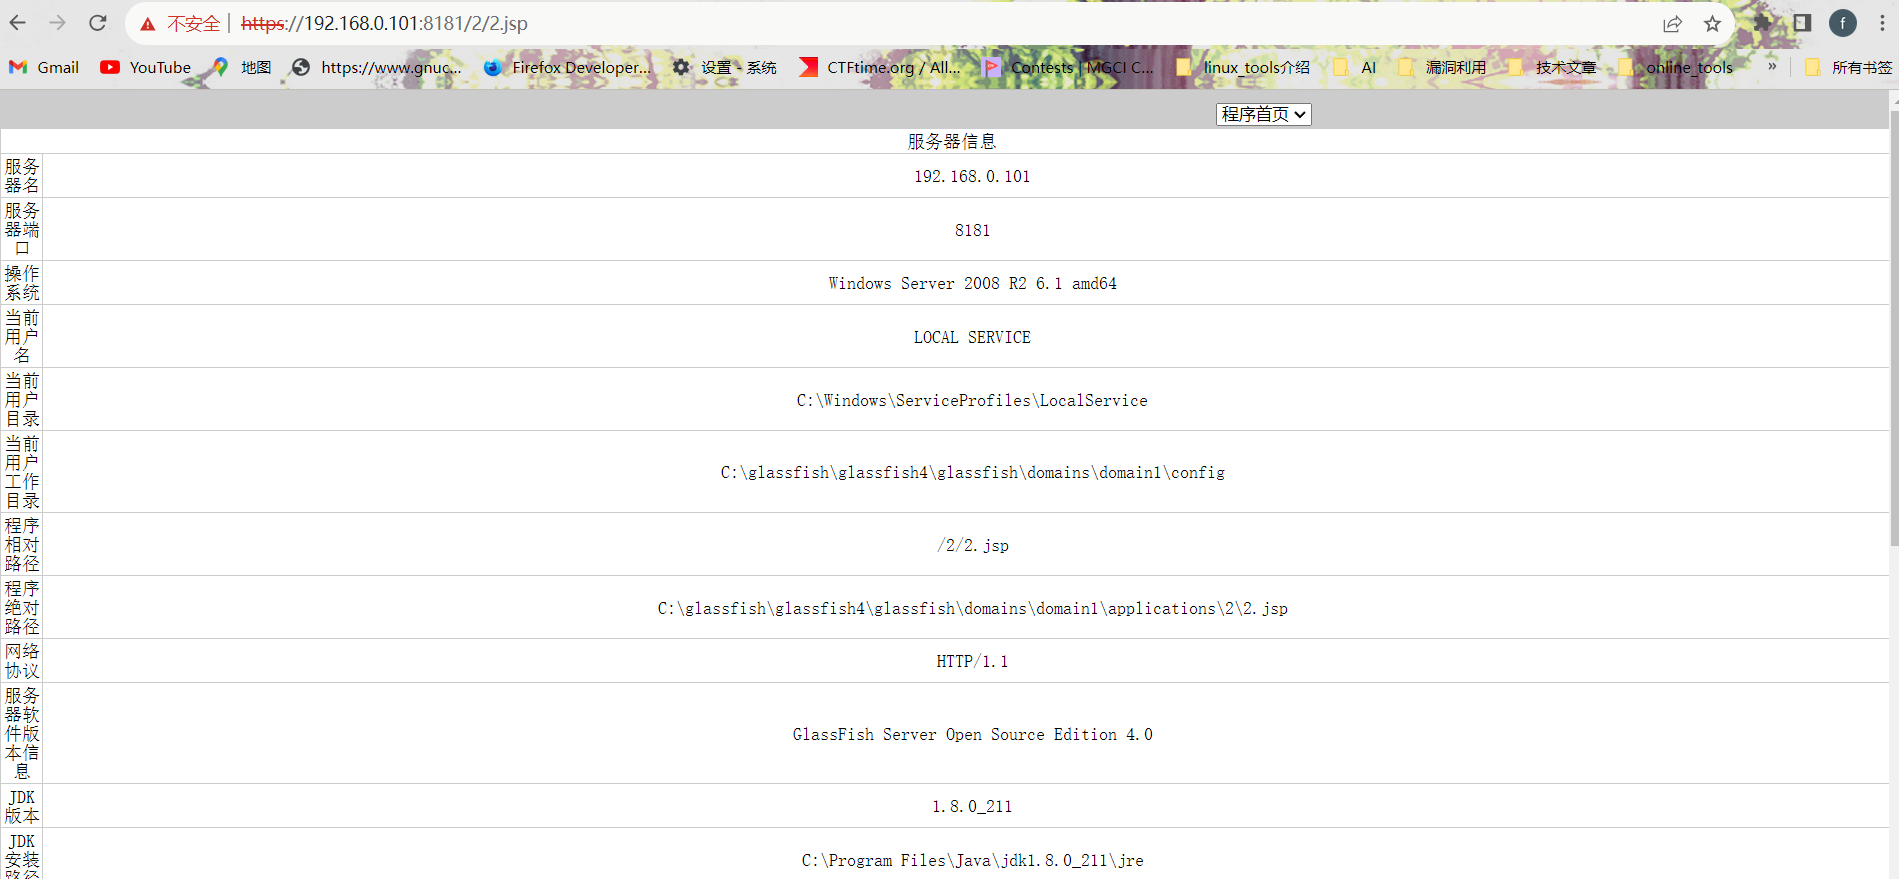 不安全 https://192.168.0.101:8181/2/2.jsp f
Gmail YouTube 地图 https://www.gnuc... Firefox Developer... 设置 - 系统 CTFtime.org / All... Contests | MGCI C... linux_tools介绍 AI 漏洞利用 技术文章 online_tools » 所有书签
程序首页
服务器信息
服务
器名
192.168.0.101
服务
器端
口
8181
操作
系统
Windows Server 2008 R2 6.1 amd64
当前
用户
名
LOCAL SERVICE
当前
用户
目录
C:\Windows\ServiceProfiles\LocalService
当前
用户
工作
目录
C:\glassfish\glassfish4\glassfish\domains\domain1\config
程序
相对
路径
/2/2.jsp
程序
绝对
路径
C:\glassfish\glassfish4\glassfish\domains\domain1\applications\2\2.jsp
网络
协议
HTTP/1.1
服务
器软
件版
本信
息
GlassFish Server Open Source Edition 4.0
JDK
版本
1.8.0_211
JDK
安装
路径
C:\Program Files\Java\jdk1.8.0_211\jre